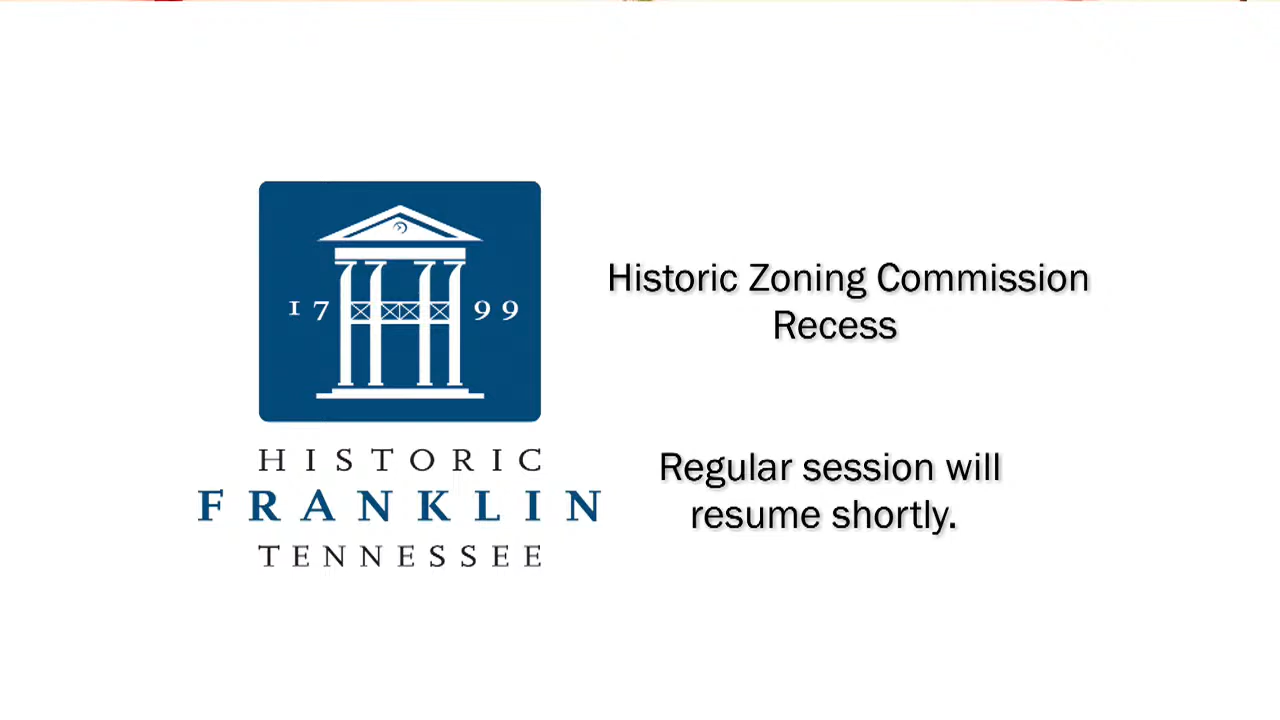 17 99
HISTORIC
FRANKLIN
TENNESSEE
Historic Zoning Commission
Recess
Regular session will
resume shortly.